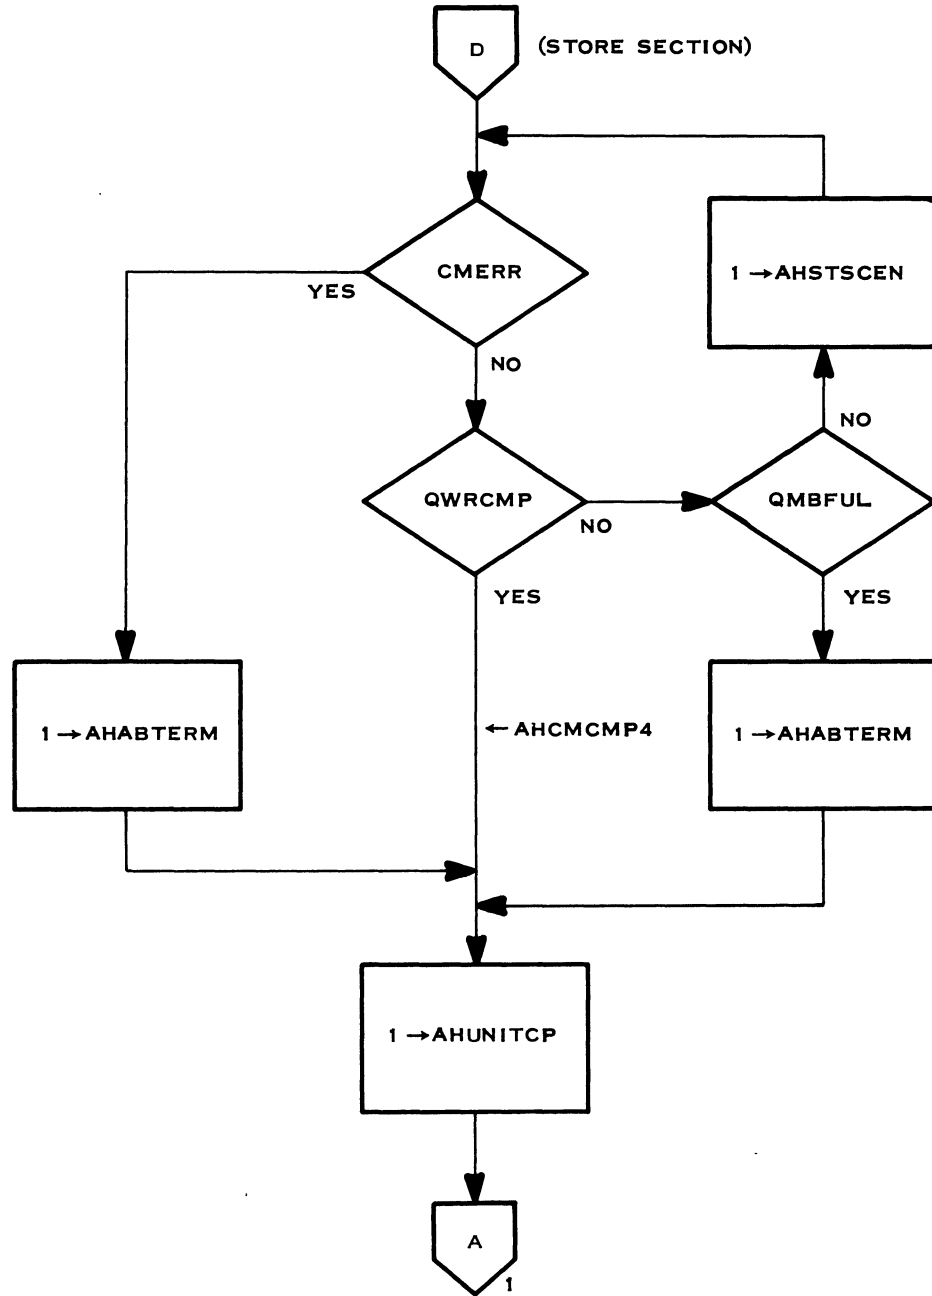 D (STORE SECTION)
CMERR
1→AHSTSCEN
YES
NO
NO
QWRCMP
QMBFUL
NO
YES
YES
1→AHABTERM
←AHCMCMP4
1→AHABTERM
1→AHUNITCP
A
1